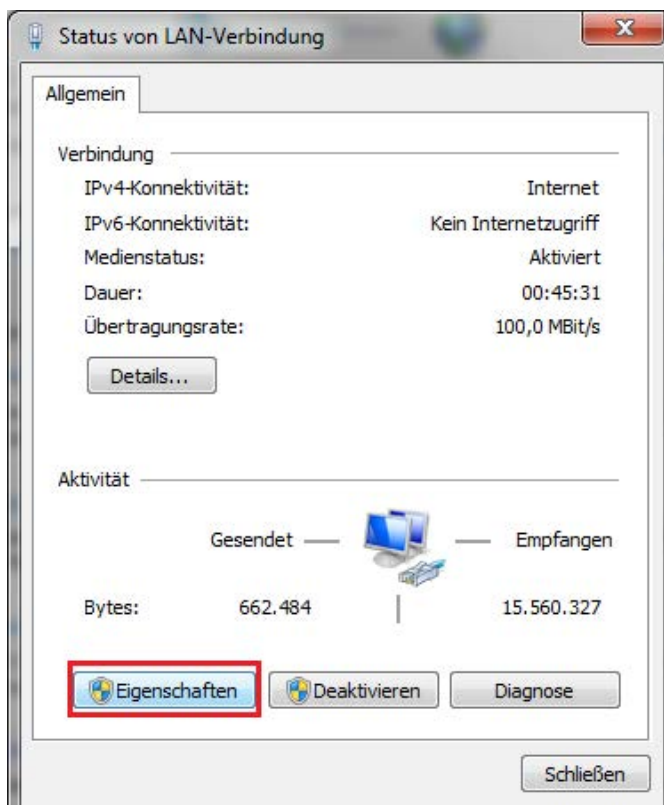 Status von LAN-Verbindung
Allgemein
Verbindung
IPv4-Konnektivität: Internet
IPv6-Konnektivität: Kein Internetzugriff
Medienstatus: Aktiviert
Dauer: 00:45:31
Übertragungsrate: 100,0 MBit/s
Details...
Aktivität
Gesendet Empfangen
Bytes: 662.484 15.560.327
Eigenschaften Deaktivieren Diagnose
Schließen